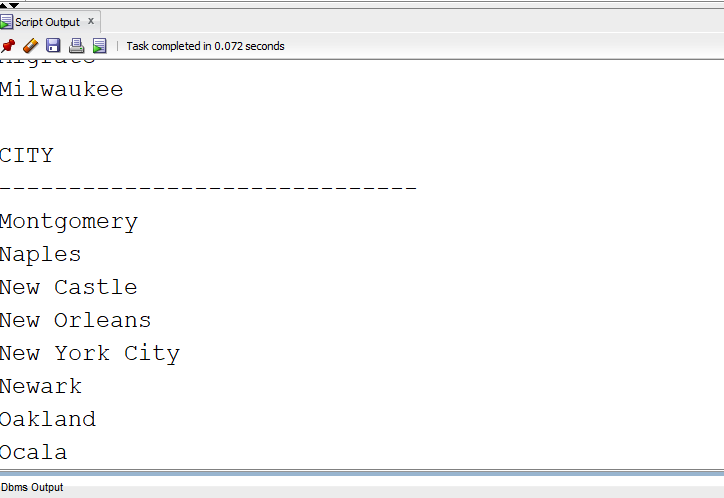 Script Output x
Task completed in 0.072 seconds
Milwaukee
CITY
------------------------------
Montgomery
Naples
New Castle
New Orleans
New York City
Newark
Oakland
Ocala
Dbms Output